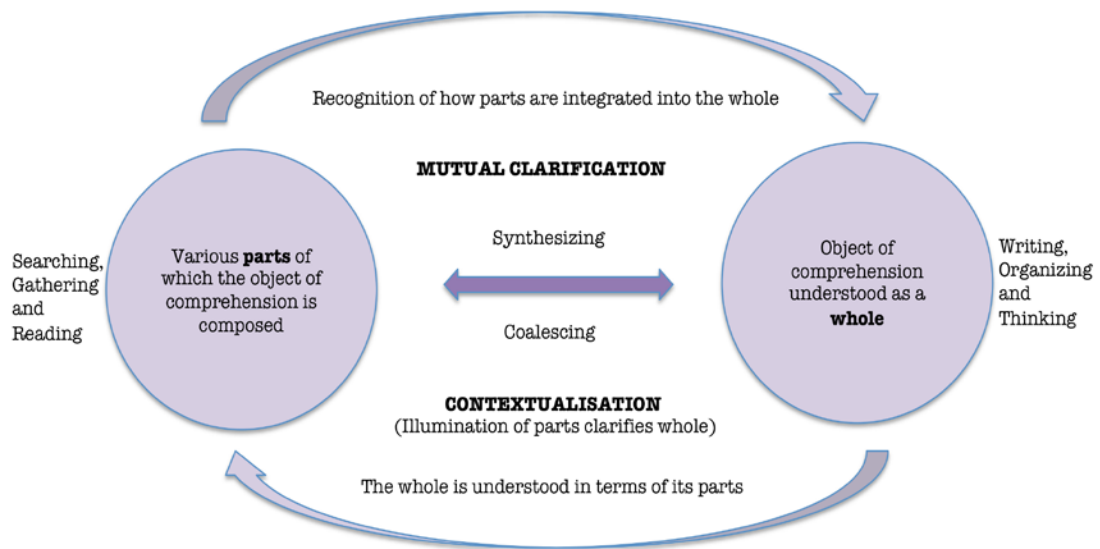 Recognition of how parts are integrated into the whole
MUTUAL CLARIFICATION
Searching,
Gathering
and
Reading
Various parts of
which the object of
comprehension is
composed
Synthesizing
Coalescing
Object of
comprehension
understood as a
whole
Writing,
Organizing
and
Thinking
CONTEXTUALISATION
(Illumination of parts clarifies whole)
The whole is understood in terms of its parts